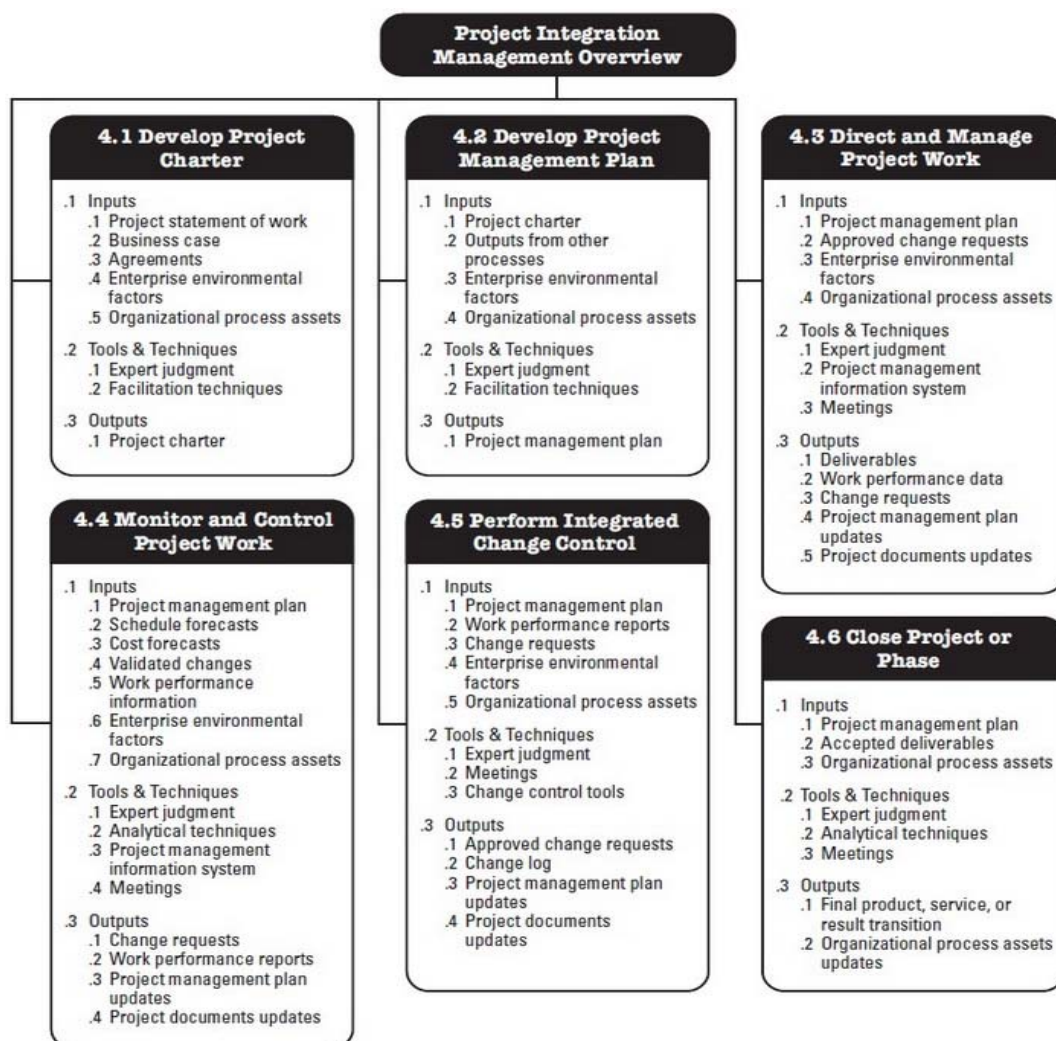 Project Integration
Management Overview
4.1 Develop Project
Charter
.1 Inputs
.1 Project statement of work
.2 Business case
.3 Agreements
.4 Enterprise environmental
factors
.5 Organizational process assets
.2 Tools & Techniques
.1 Expert judgment
.2 Facilitation techniques
.3 Outputs
.1 Project charter
4.2 Develop Project
Management Plan
.1 Inputs
.1 Project charter
.2 Outputs from other
processes
.3 Enterprise environmental
factors
.4 Organizational process assets
.2 Tools & Techniques
.1 Expert judgment
.2 Facilitation techniques
.3 Outputs
.1 Project management plan
4.3 Direct and Manage
Project Work
.1 Inputs
.1 Project management plan
.2 Approved change requests
.3 Enterprise environmental
factors
.4 Organizational process assets
.2 Tools & Techniques
.1 Expert judgment
.2 Project management
information system
.3 Meetings
.3 Outputs
.1 Deliverables
.2 Work performance data
.3 Change requests
.4 Project management plan
updates
.5 Project documents updates
4.4 Monitor and Control
Project Work
.1 Inputs
.1 Project management plan
.2 Schedule forecasts
.3 Cost forecasts
.4 Validated changes
.5 Work performance
information
.6 Enterprise environmental
factors
.7 Organizational process assets
.2 Tools & Techniques
.1 Expert judgment
.2 Analytical techniques
.3 Project management
information system
.4 Meetings
.3 Outputs
.1 Change requests
.2 Work performance reports
.3 Project management plan
updates
.4 Project documents updates
4.5 Perform Integrated
Change Control
.1 Inputs
.1 Project management plan
.2 Work performance reports
.3 Change requests
.4 Enterprise environmental
factors
.5 Organizational process assets
.2 Tools & Techniques
.1 Expert judgment
.2 Meetings
.3 Change control tools
.3 Outputs
.1 Approved change requests
.2 Change log
.3 Project management plan
updates
.4 Project documents
updates
4.6 Close Project or
Phase
.1 Inputs
.1 Project management plan
.2 Accepted deliverables
.3 Organizational process assets
.2 Tools & Techniques
.1 Expert judgment
.2 Analytical techniques
.3 Meetings
.3 Outputs
.1 Final product, service, or
result transition
.2 Organizational process assets
updates